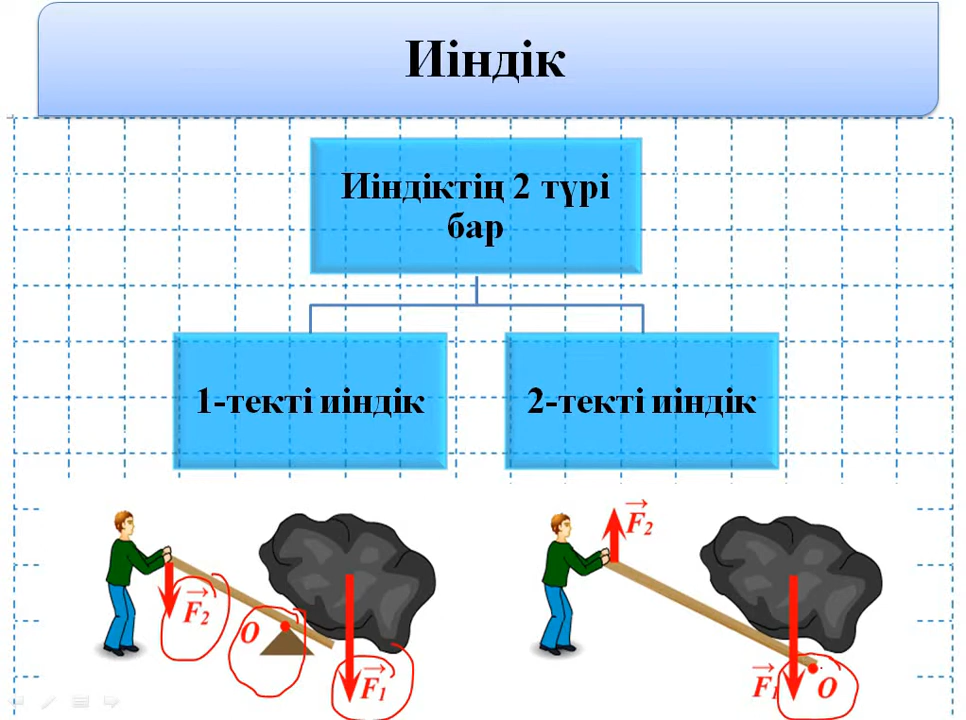 Иіндік
Иіндіктің 2 түрі
бар
1-текті иіндік
2-текті иіндік
F₂
O
F₁
F₂
F₁
O